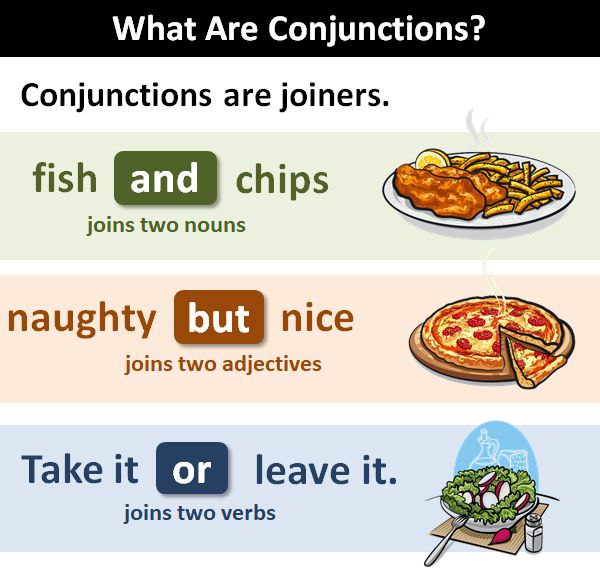 What Are Conjunctions?
Conjunctions are joiners.
fish and chips
joins two nouns
naughty but nice
joins two adjectives
Take it or leave it.
joins two verbs